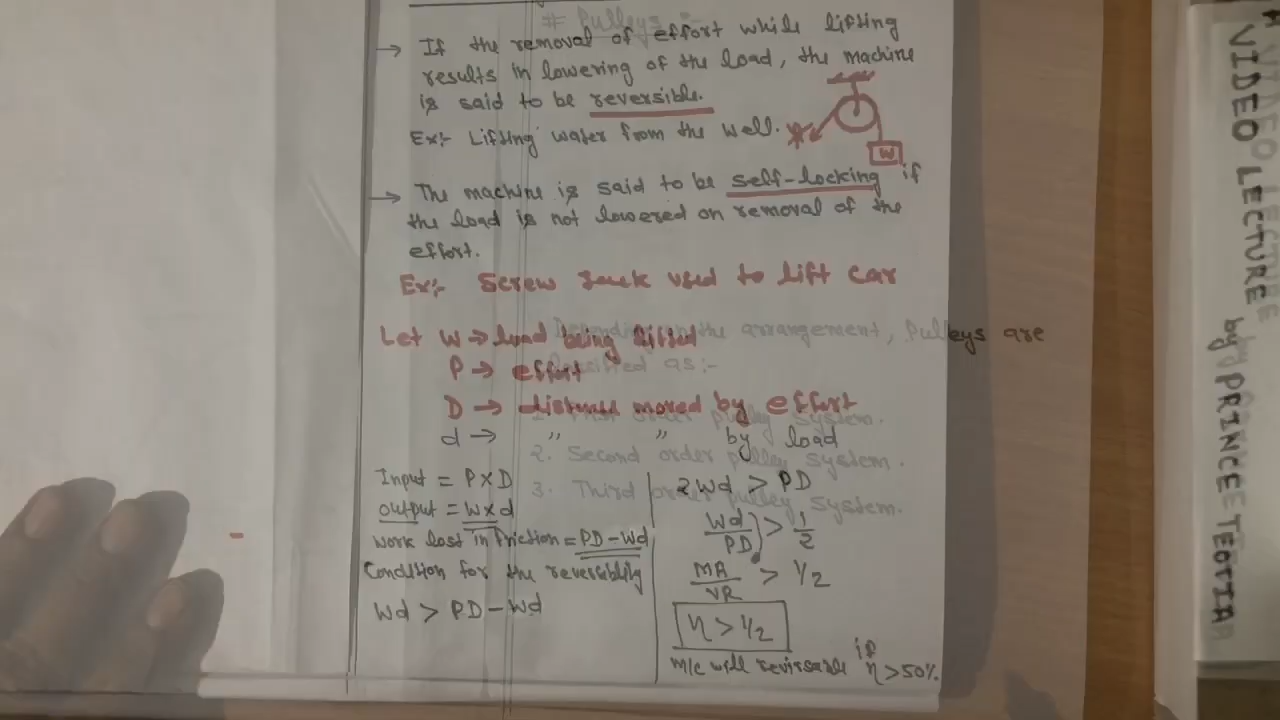 # Pulleys :-
→ If the removal of effort while lifting
results in lowering of the load, the machine
is said to be reversible.
Ex:- Lifting water from the well.
W
→ The machine is said to be self-locking if
the load is not lowered on removal of the
effort.
Ex:- Screw Jack used to lift car
Let W → load being lifted
Depending on the arrangement, Pulleys are
classified as :-
P → effort
D → distance moved by effort
1. First order pulley system.
d → " " by load
2. Second order pulley system.
3. Third order pulley system.
Input = P×D
output = W×d
work lost in friction = PD - Wd
Condition for the reversiblity
Wd > PD - Wd
2Wd > PD
Wd/PD > 1/2
MA/VR > 1/2
η > 1/2
M/c will revirsable if η > 50%.
A VIDEO LECTURE by PRINCE TEOTIA